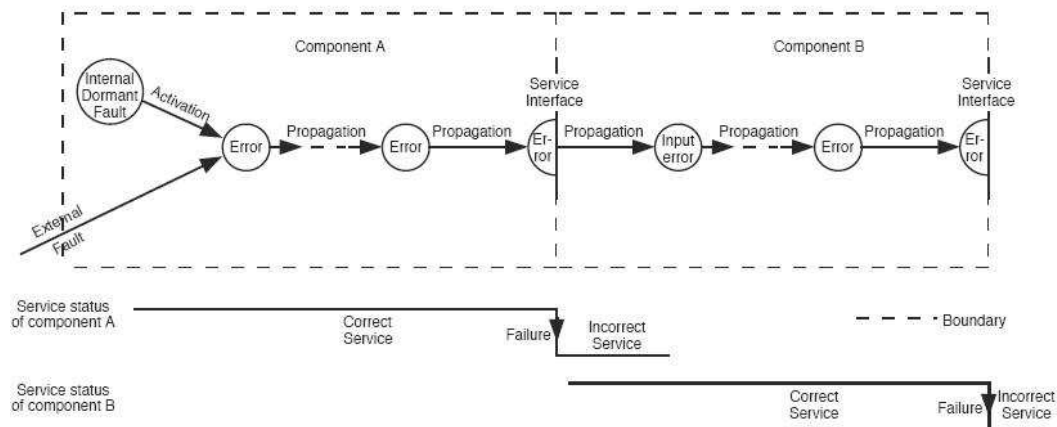 Component A
Component B
Internal
Dormant
Fault
Activation
Service
Interface
Service
Interface
Error
Propagation
Error
Propagation
Er-
ror
Propagation
Input
error
Propagation
Error
Propagation
Er-
ror
External
Fault
Service status
of component A
Correct
Service
Failure
Incorrect
Service
Boundary
Service status
of component B
Correct
Service
Failure
Incorrect
Service